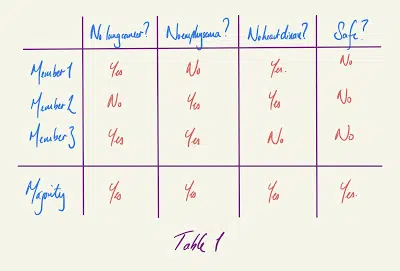 No lung cancer? No emphysema? No heart disease? Safe?
Member 1 Yes No Yes. No
Member 2 No Yes Yes No
Member 3 Yes Yes No No
Majority Yes Yes Yes Yes.
Table 1